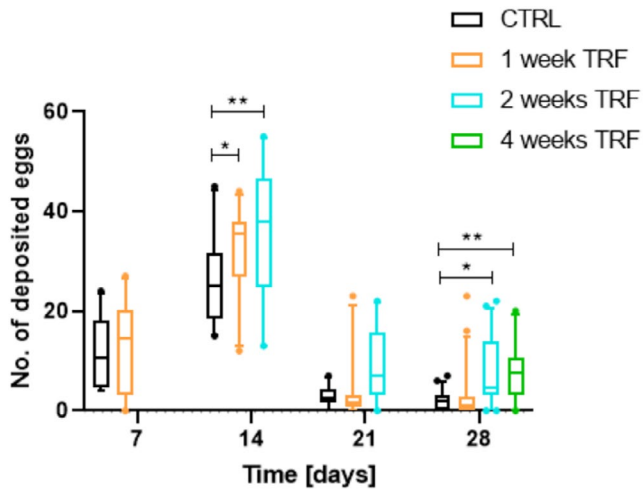 CTRL
1 week TRF
2 weeks TRF
4 weeks TRF
No. of deposited eggs
60
40
20
0
**
*
**
*
7 14 21 28
Time [days]